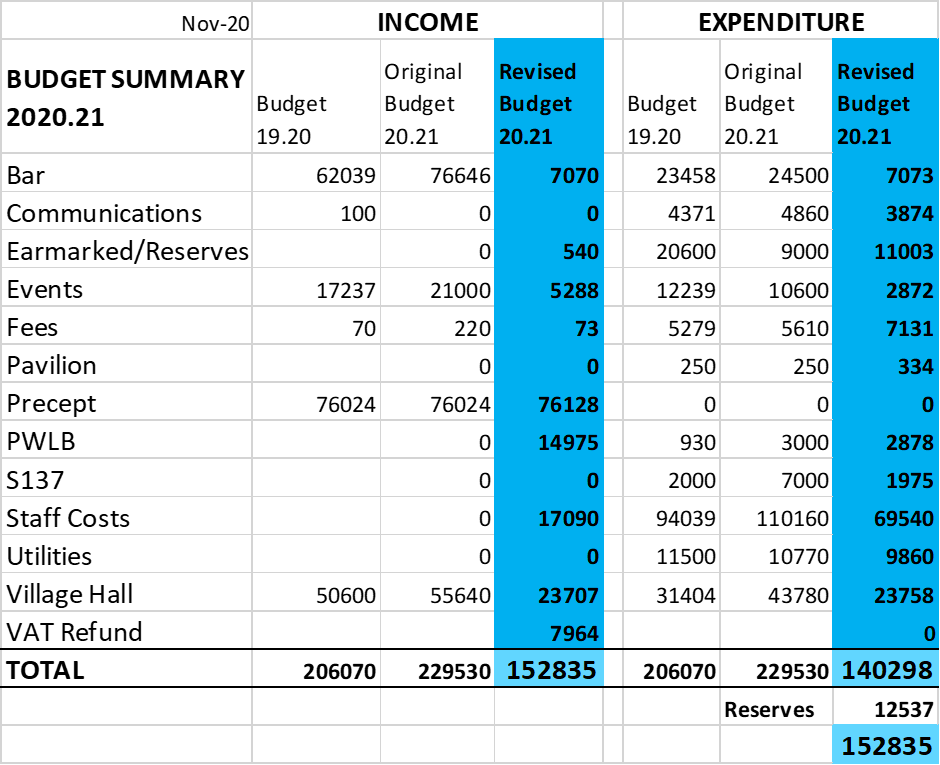 Nov-20 INCOME EXPENDITURE
BUDGET SUMMARY 2020.21 Budget 19.20 Original Budget 20.21 Revised Budget 20.21 Budget 19.20 Original Budget 20.21 Revised Budget 20.21
Bar 62039 76646 7070 23458 24500 7073
Communications 100 0 0 4371 4860 3874
Earmarked/Reserves 0 540 20600 9000 11003
Events 17237 21000 5288 12239 10600 2872
Fees 70 220 73 5279 5610 7131
Pavilion 0 0 250 250 334
Precept 76024 76024 76128 0 0 0
PWLB 0 14975 930 3000 2878
S137 0 0 2000 7000 1975
Staff Costs 0 17090 94039 110160 69540
Utilities 0 0 11500 10770 9860
Village Hall 50600 55640 23707 31404 43780 23758
VAT Refund 7964 0
TOTAL 206070 229530 152835 206070 229530 140298
Reserves 12537
152835